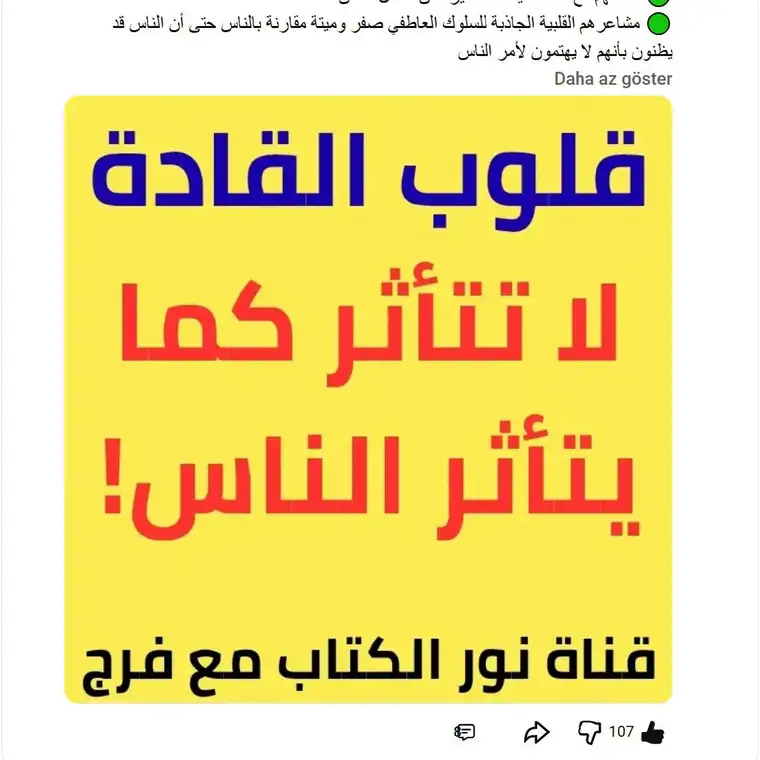 مشاعرهم القلبية الجاذبة للسلوك العاطفي صفر وميتة مقارنة بالناس حتى أن الناس قد
يظنون بأنهم لا يهتمون لأمر الناس
Daha az göster
قلوب القادة
لا تتأثر كما
يتأثر الناس!
قناة نور الكتاب مع فرج
107